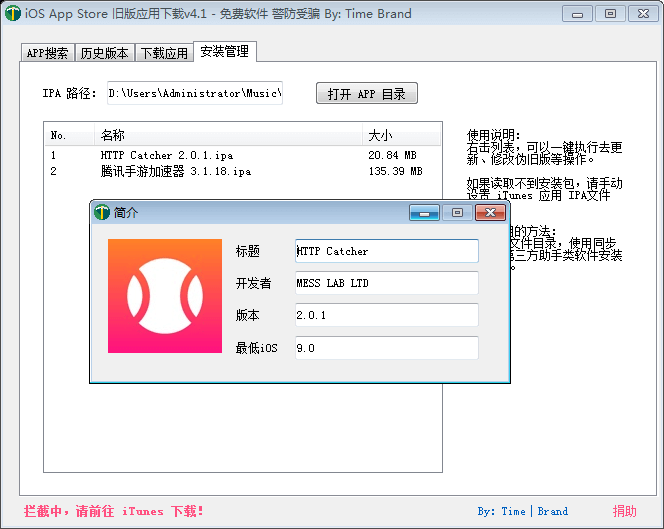 iOS App Store 旧版应用下载v4.1 - 免费软件 警防受骗 By: Time Brand
APP搜索 历史版本 下载应用 安装管理
IPA 路径: D:\Users\Administrator\Music\ 打开 APP 目录
No. 名称 大小
1 HTTP Catcher 2.0.1.ipa 20.84 MB
2 腾讯手游加速器 3.1.18.ipa 135.39 MB
使用说明:
右击列表，可以一键执行去更
新、修改伪旧版等操作。
如果读取不到安装包，请手动
设置 iTunes 应用 IPA文件
用的方法:
文件目录，使用同步
第三方助手类软件安装
。
简介
标题 HTTP Catcher
开发者 MESS LAB LTD
版本 2.0.1
最低iOS 9.0
拦截中，请前往 iTunes 下载!
By: Time|Brand
捐助